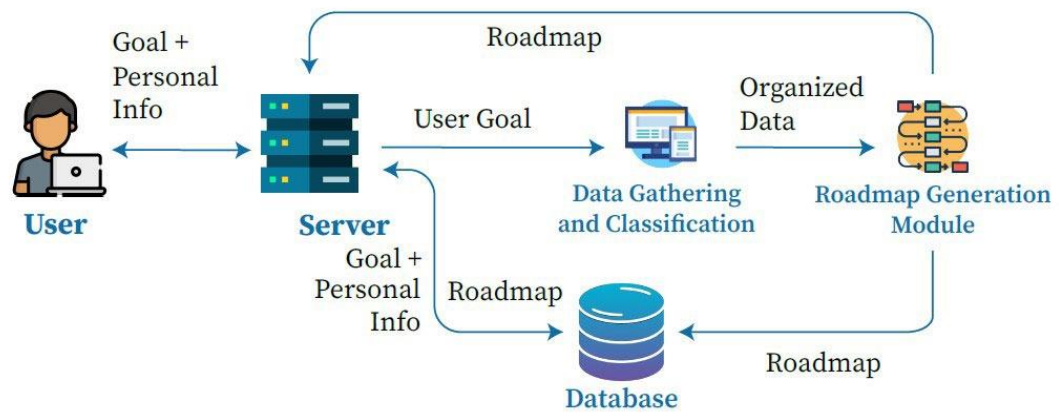 Roadmap
Goal +
Personal
Info
User Goal
Organized
Data
User
Server
Data Gathering
and Classification
Roadmap Generation
Module
Goal +
Personal
Info
Roadmap
Roadmap
Database